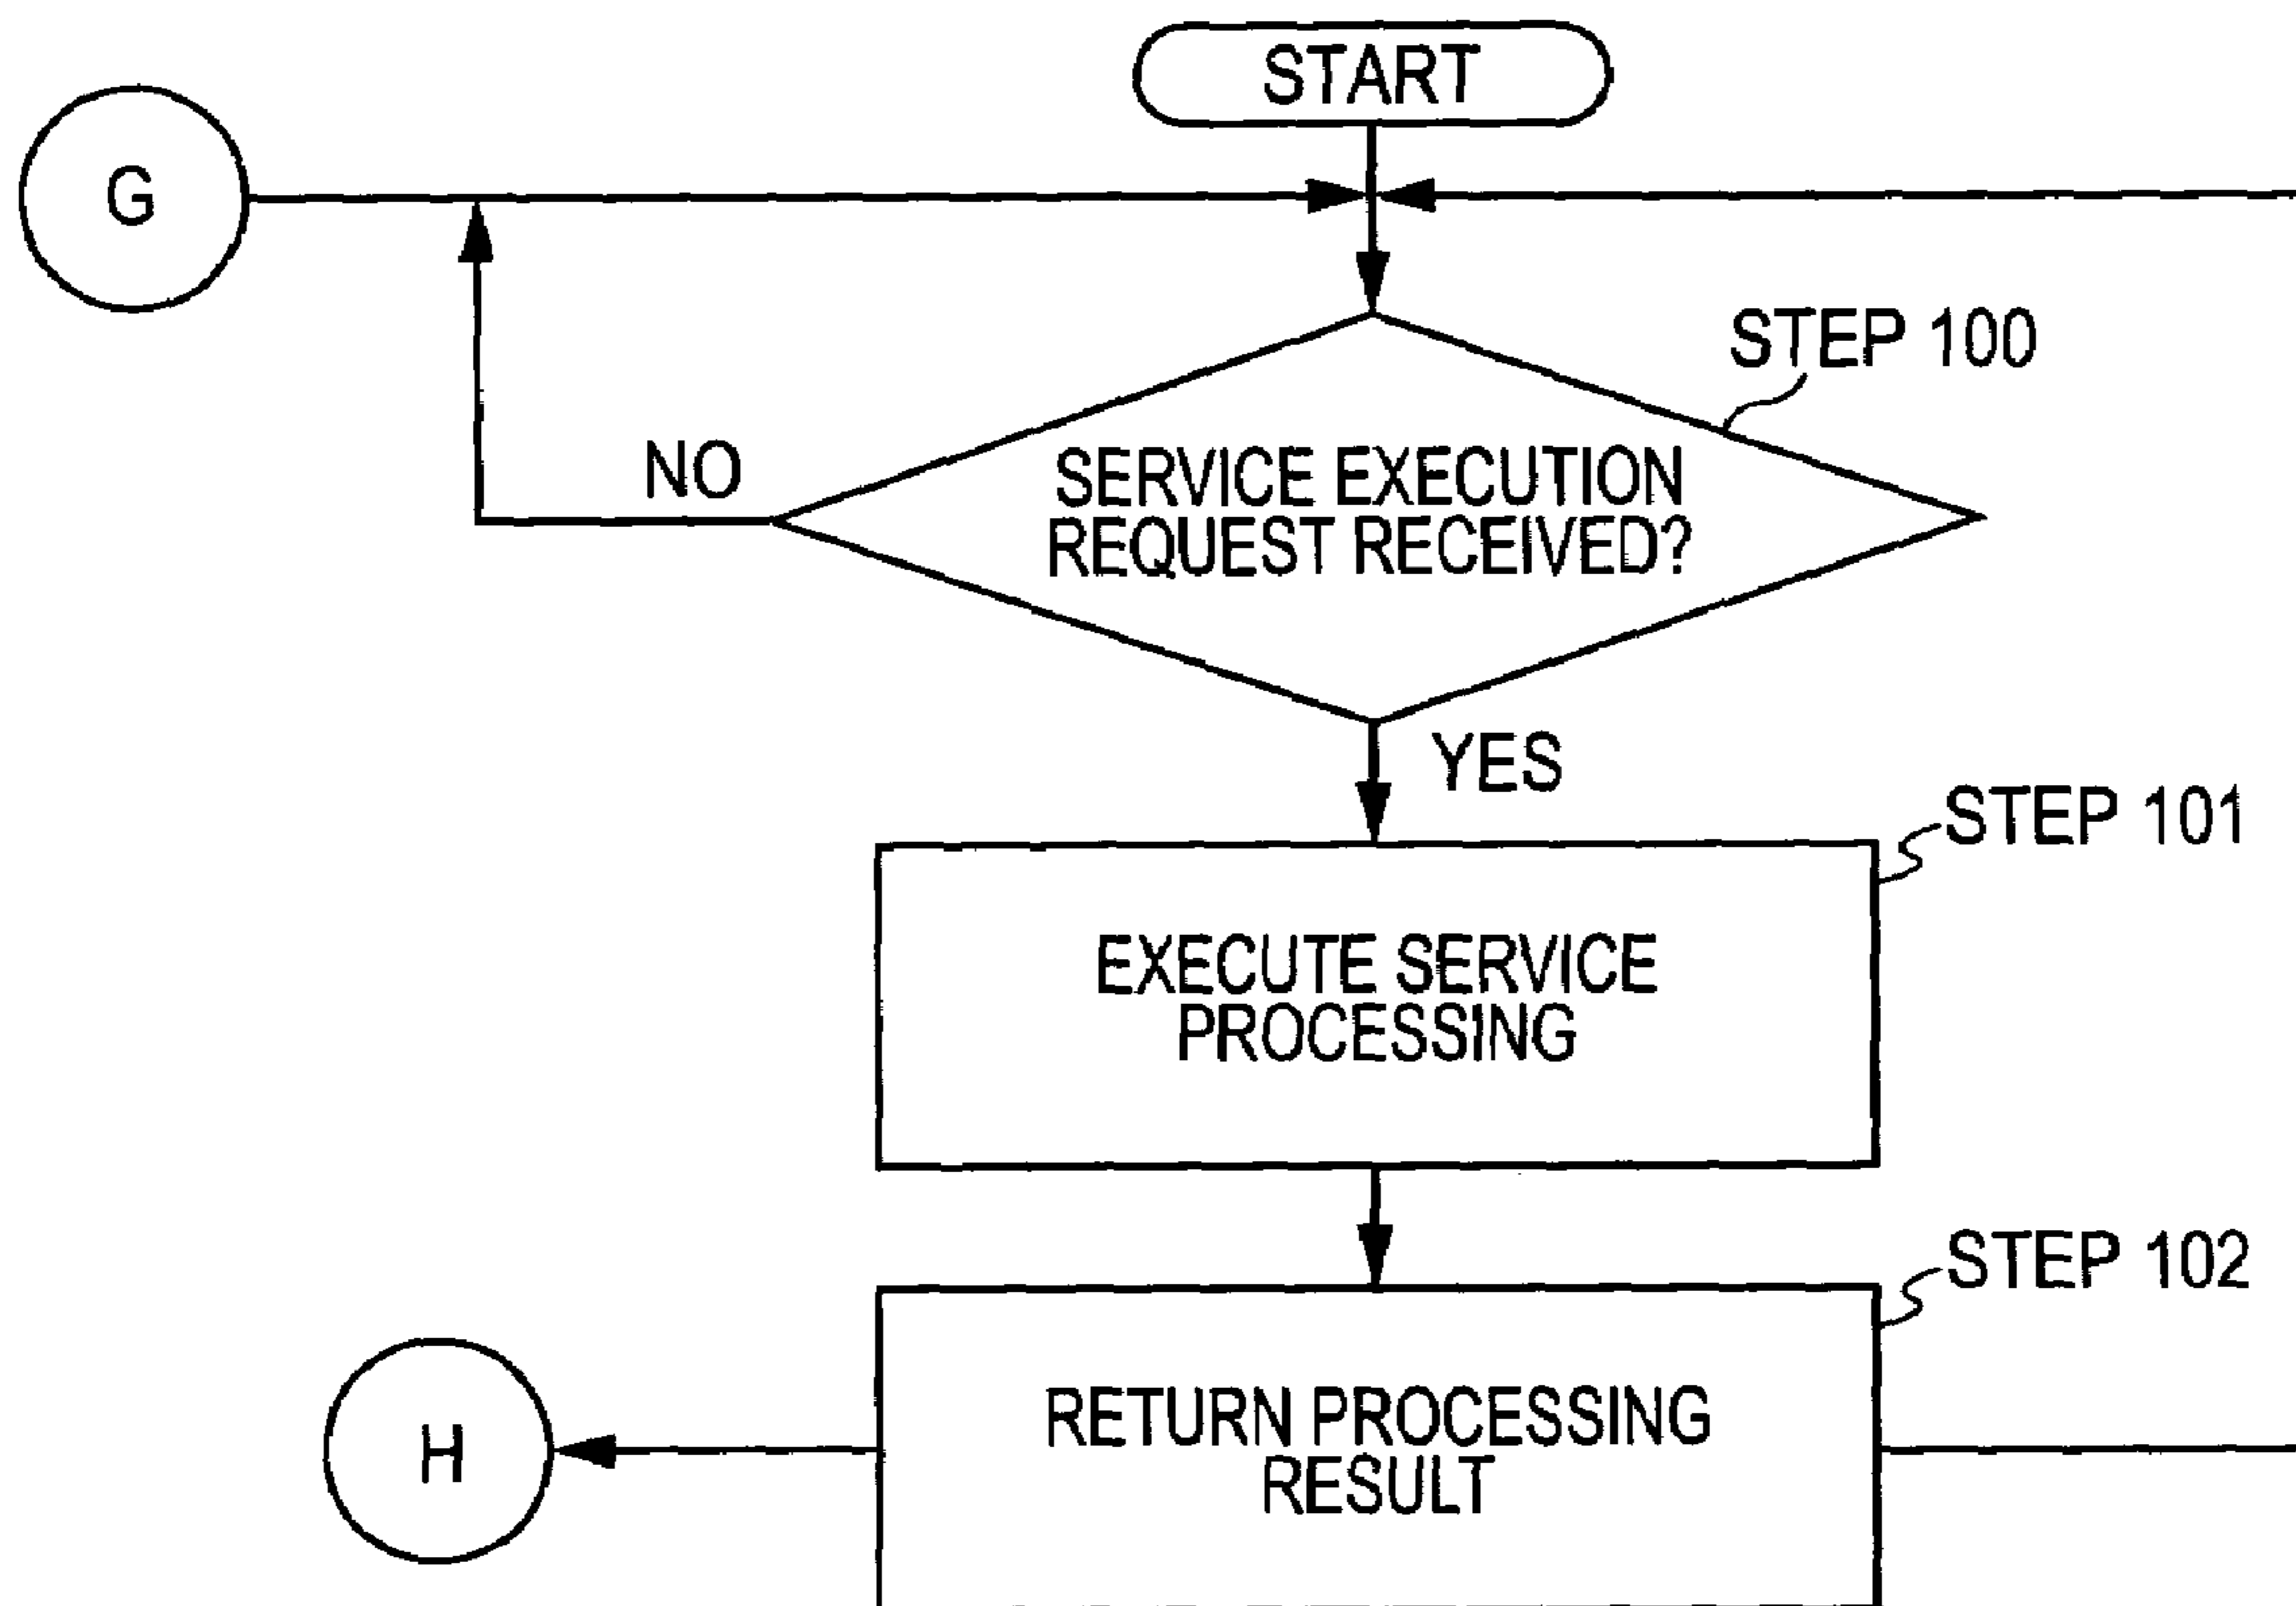 START
G
STEP 100
NO
SERVICE EXECUTION
REQUEST RECEIVED?
YES
STEP 101
EXECUTE SERVICE
PROCESSING
STEP 102
RETURN PROCESSING
RESULT
H